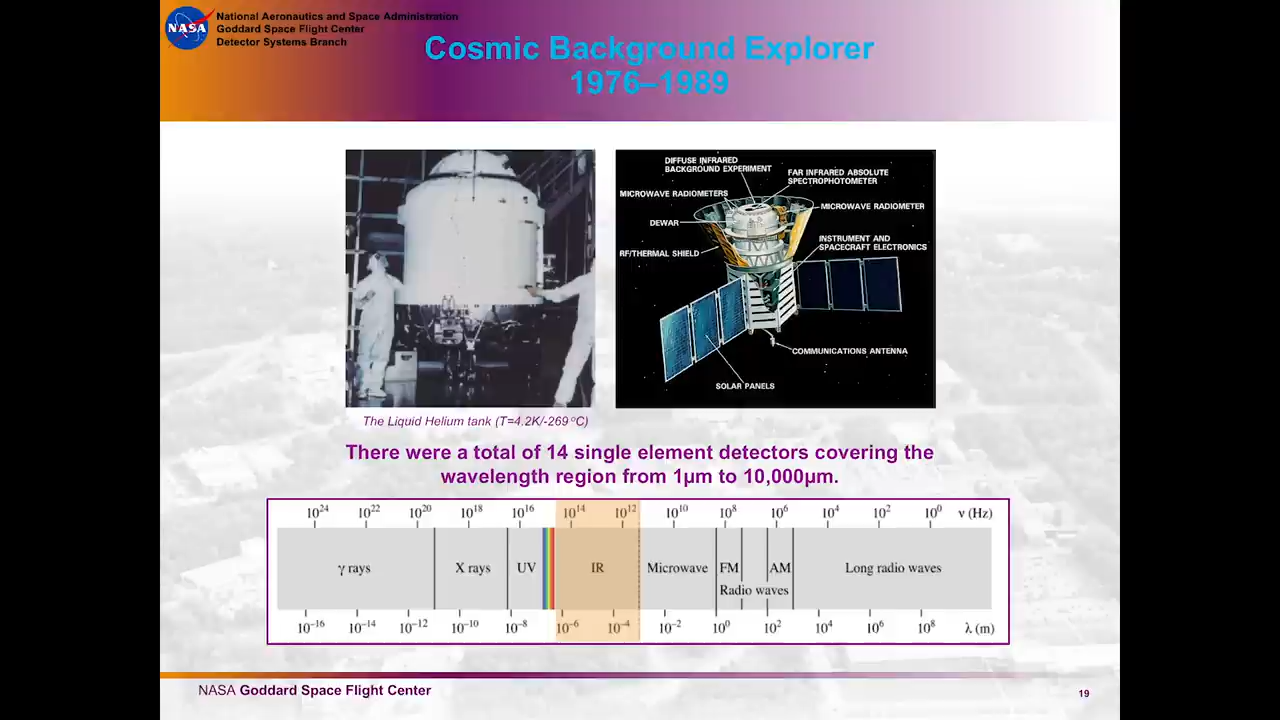 NASA
National Aeronautics and Space Administration
Goddard Space Flight Center
Detector Systems Branch
Cosmic Background Explorer
1976–1989
DIFFUSE INFRARED
BACKGROUND EXPERIMENT
FAR INFRARED ABSOLUTE
SPECTROPHOTOMETER
MICROWAVE RADIOMETERS
MICROWAVE RADIOMETER
DEWAR
INSTRUMENT AND
SPACECRAFT ELECTRONICS
RF/THERMAL SHIELD
COMMUNICATIONS ANTENNA
SOLAR PANELS
The Liquid Helium tank (T=4.2K/-269 °C)
There were a total of 14 single element detectors covering the
wavelength region from 1µm to 10,000µm.
10²⁴ 10²² 10²⁰ 10¹⁸ 10¹⁶ 10¹⁴ 10¹² 10¹⁰ 10⁸ 10⁶ 10⁴ 10² 10⁰ ν (Hz)
γ rays X rays UV IR Microwave FM AM Long radio waves
Radio waves
10⁻¹⁶ 10⁻¹⁴ 10⁻¹² 10⁻¹⁰ 10⁻⁸ 10⁻⁶ 10⁻⁴ 10⁻² 10⁰ 10² 10⁴ 10⁶ 10⁸ λ (m)
NASA Goddard Space Flight Center
19